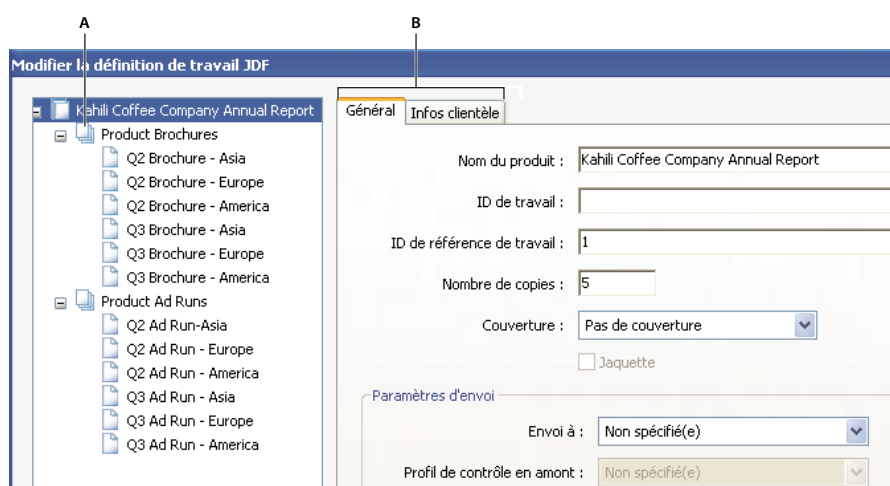 A
B
Modifier la définition de travail JDF
Kahili Coffee Company Annual Report
Product Brochures
Q2 Brochure - Asia
Q2 Brochure - Europe
Q2 Brochure - America
Q3 Brochure - Asia
Q3 Brochure - Europe
Q3 Brochure - America
Product Ad Runs
Q2 Ad Run-Asia
Q2 Ad Run - Europe
Q2 Ad Run - America
Q3 Ad Run - Asia
Q3 Ad Run - Europe
Q3 Ad Run - America
Général
Infos clientèle
Nom du produit : Kahili Coffee Company Annual Report
ID de travail :
ID de référence de travail : 1
Nombre de copies : 5
Couverture : Pas de couverture
Jaquette
Paramètres d'envoi
Envoi à : Non spécifié(e)
Profil de contrôle en amont : Non spécifié(e)